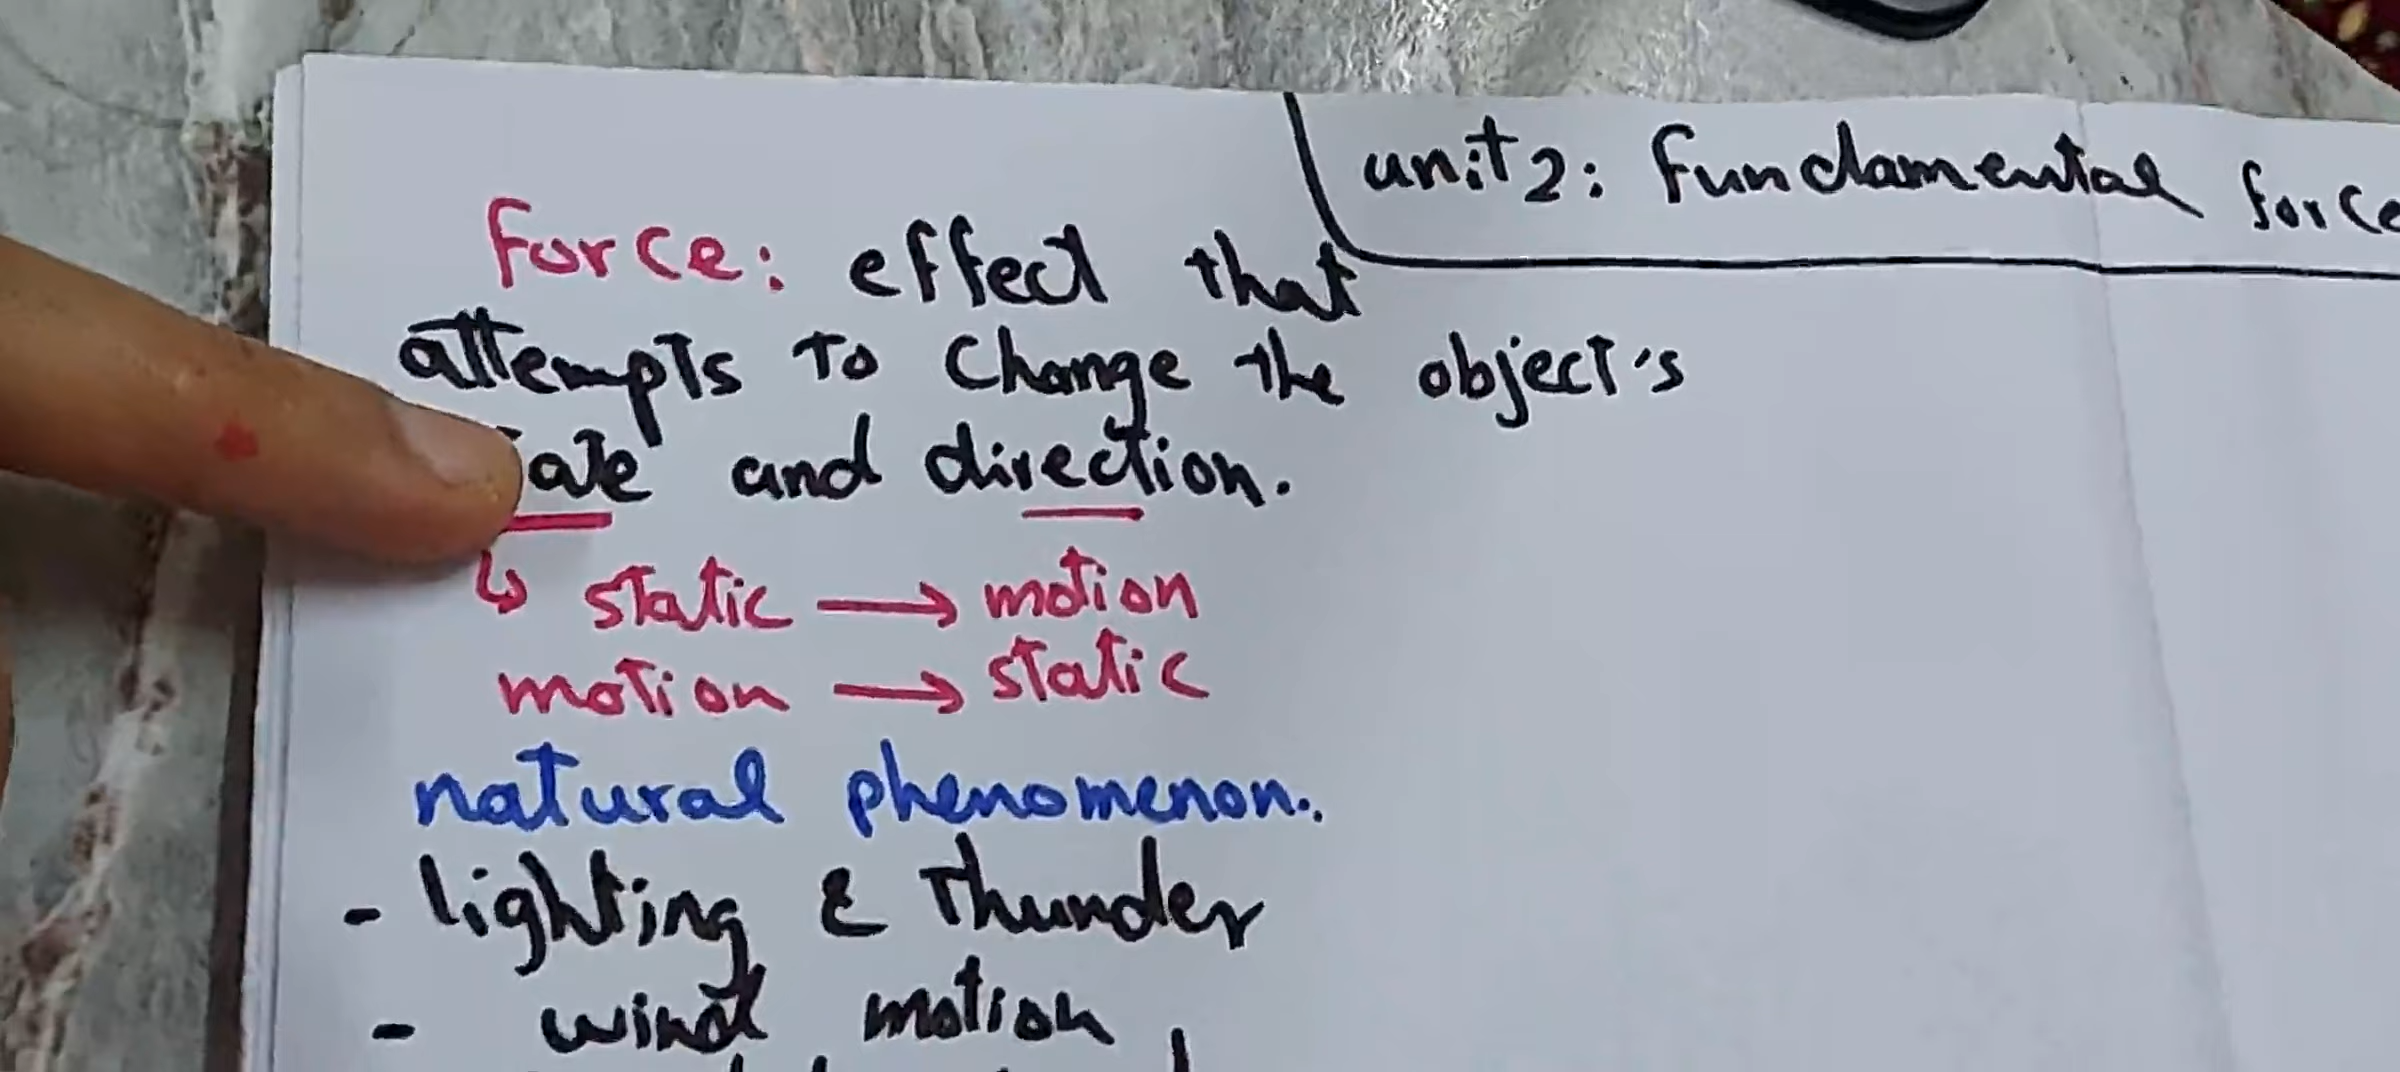 unit 2: Fundamental force
Force: effect that
attempts to change the object's
and direction.
↳ static → motion
motion → static
natural phenomenon.
- lighting & Thunder
- wind motion